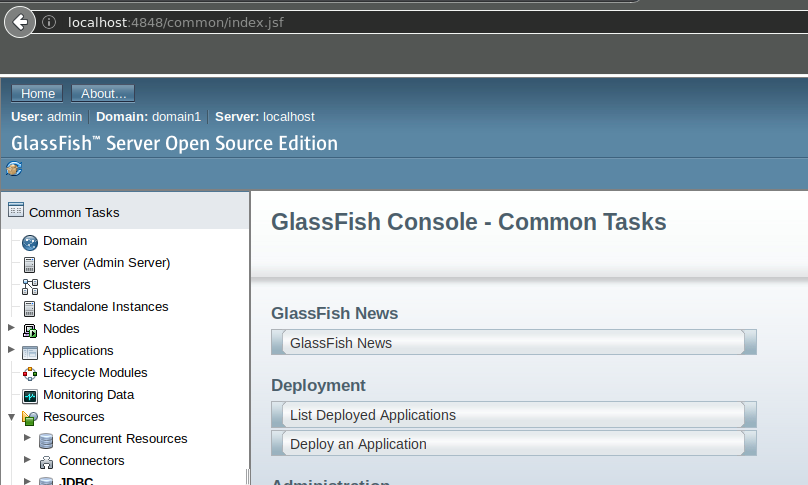 localhost:4848/common/index.jsf
Home About...
User: admin Domain: domain1 Server: localhost
GlassFish™ Server Open Source Edition
Common Tasks
Domain
server (Admin Server)
Clusters
Standalone Instances
Nodes
Applications
Lifecycle Modules
Monitoring Data
Resources
Concurrent Resources
Connectors
JDBC
GlassFish Console - Common Tasks
GlassFish News
GlassFish News
Deployment
List Deployed Applications
Deploy an Application
Administration